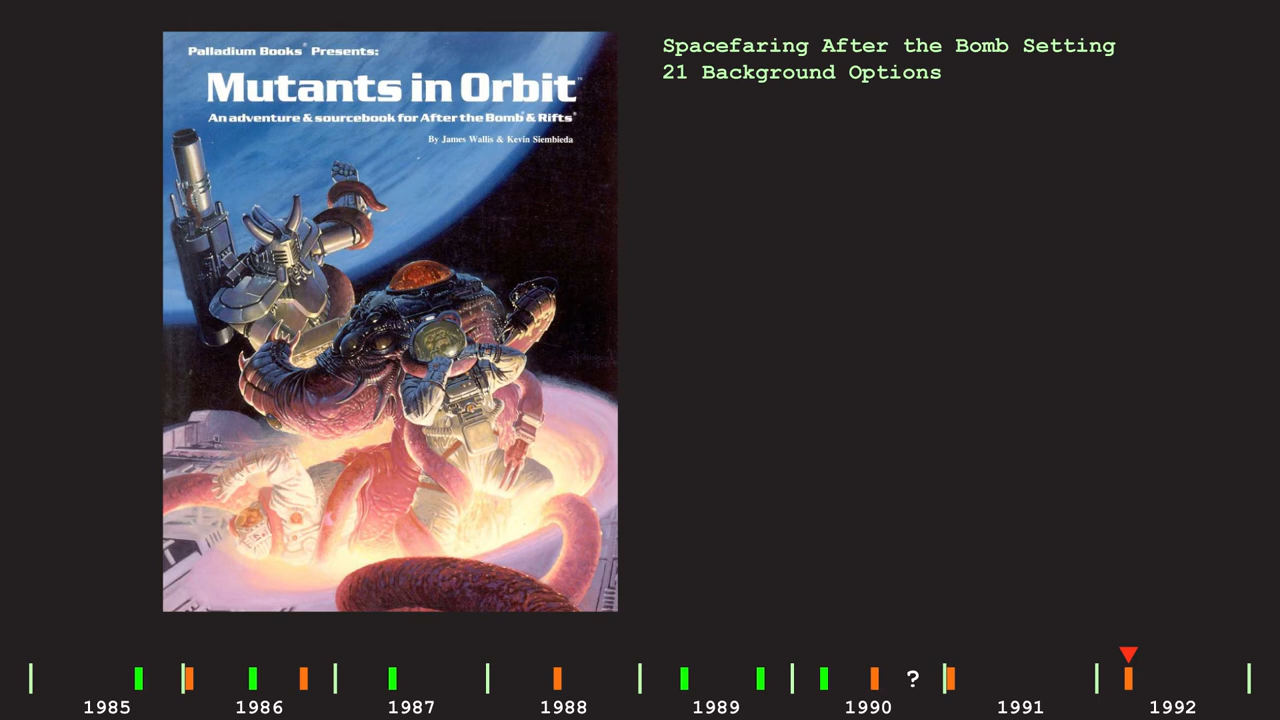 Palladium Books® Presents:
Mutants in Orbit™
An adventure & sourcebook for After the Bomb® & Rifts®
By James Wallis & Kevin Siembieda
Spacefaring After the Bomb Setting
21 Background Options
?
1985 1986 1987 1988 1989 1990 1991 1992